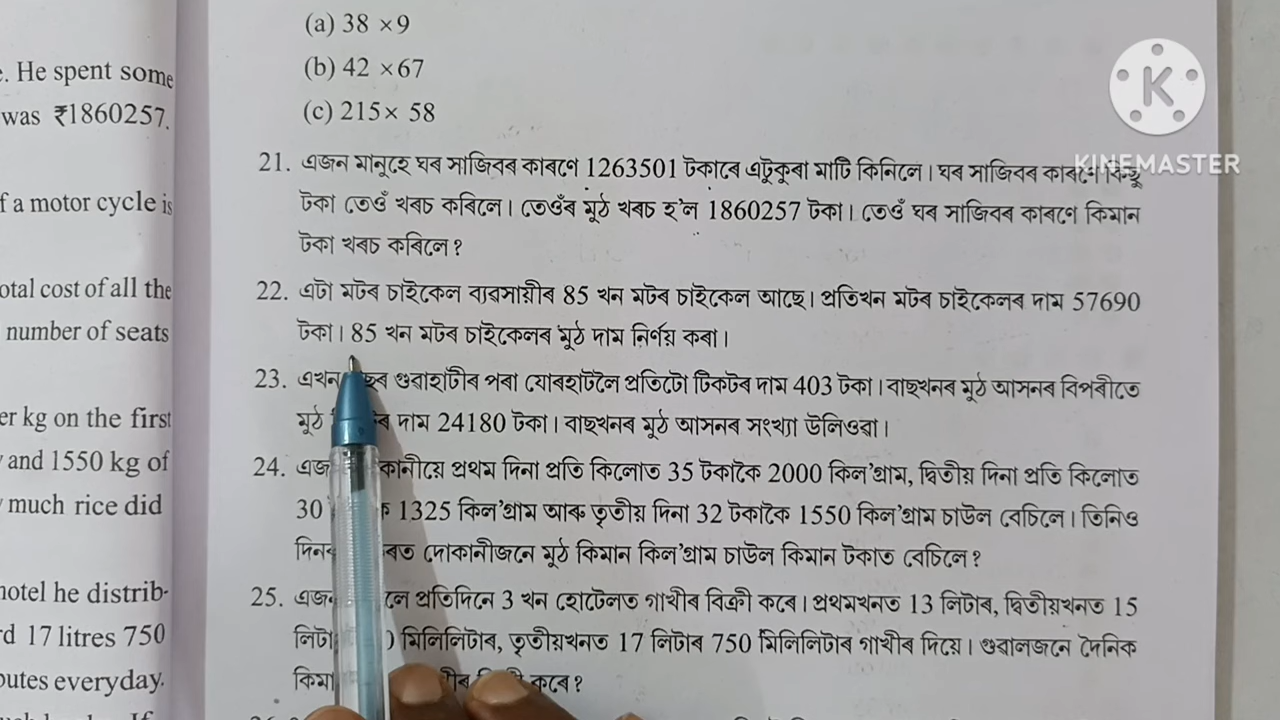 . He spent some
was ₹1860257.
f a motor cycle is
otal cost of all the
number of seats
er kg on the first
and 1550 kg of
much rice did
hotel he distrib-
rd 17 litres 750
butes everyday.
(a) 38 ×9
(b) 42 ×67
(c) 215× 58
21. এজন মানুহে ঘৰ সাজিবৰ কাৰণে 1263501 টকাৰে এটুকুৰা মাটি কিনিলে। ঘৰ সাজিবৰ কাৰণে কিছু
টকা তেওঁ খৰচ কৰিলে। তেওঁৰ মুঠ খৰচ হ'ল 1860257 টকা। তেওঁ ঘৰ সাজিবৰ কাৰণে কিমান
টকা খৰচ কৰিলে?
22. এটা মটৰ চাইকেল ব্যৱসায়ীৰ 85 খন মটৰ চাইকেল আছে। প্ৰতিখন মটৰ চাইকেলৰ দাম 57690
টকা। 85 খন মটৰ চাইকেলৰ মুঠ দাম নিৰ্ণয় কৰা।
23. এখন গুৱাহাটীৰ পৰা যোৰহাটলৈ প্ৰতিটো টিকটৰ দাম 403 টকা। বাছখনৰ মুঠ আসনৰ বিপৰীতে
মুঠ দাম 24180 টকা। বাছখনৰ মুঠ আসনৰ সংখ্যা উলিওৱা।
24. প্ৰথম দিনা প্ৰতি কিলোত 35 টকাকৈ 2000 কিল'গ্ৰাম, দ্বিতীয় দিনা প্ৰতি কিলোত
30 1325 কিল'গ্ৰাম আৰু তৃতীয় দিনা 32 টকাকৈ 1550 কিল'গ্ৰাম চাউল বেচিলে। তিনিও
দোকানীজনে মুঠ কিমান কিল'গ্ৰাম চাউল কিমান টকাত বেচিলে?
25. প্ৰতিদিনে 3 খন হোটেলত গাখীৰ বিক্ৰী কৰে। প্ৰথমখনত 13 লিটাৰ, দ্বিতীয়খনত 15
মিলিলিটাৰ, তৃতীয়খনত 17 লিটাৰ 750 মিলিলিটাৰ গাখীৰ দিয়ে। গুৱালজনে দৈনিক
কৰে?
K
KINEMASTER